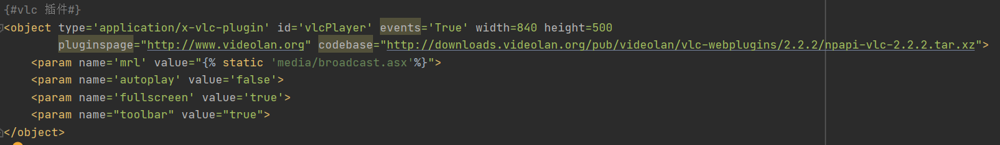 {#vlc 插件#}
<object type='application/x-vlc-plugin' id='vlcPlayer' events='True' width=840 height=500
pluginspage="http://www.videolan.org" codebase="http://downloads.videolan.org/pub/videolan/vlc-webplugins/2.2.2/npapi-vlc-2.2.2.tar.xz">
<param name='mrl' value="{% static 'media/broadcast.asx'%}">
<param name='autoplay' value='false'>
<param name='fullscreen' value='true'>
<param name="toolbar" value="true">
</object>